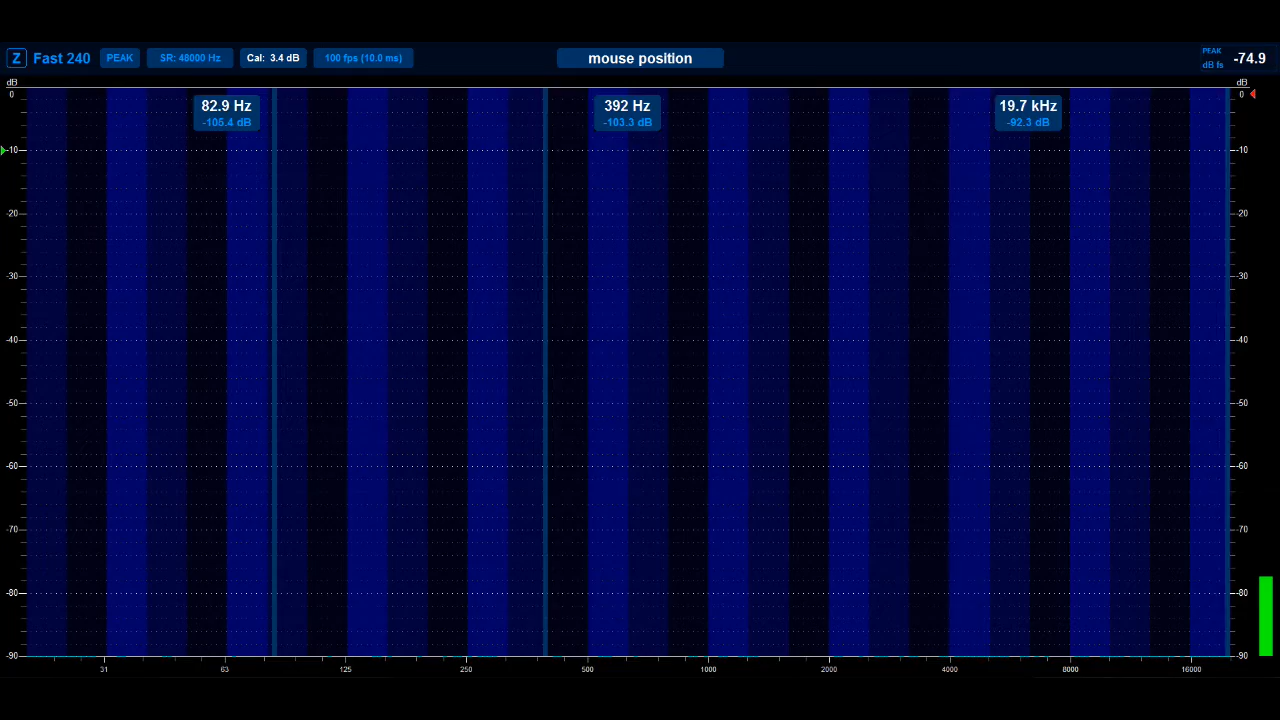 Z Fast 240 PEAK SR: 48000 Hz Cal: 3.4 dB 100 fps (10.0 ms) mouse position PEAK dB fs -74.9
dB dB
0 82.9 Hz 392 Hz 19.7 kHz 0
-105.4 dB -103.3 dB -92.3 dB
-10 -10
-20 -20
-30 -30
-40 -40
-50 -50
-60 -60
-70 -70
-80 -80
-90 -90
31 63 125 250 500 1000 2000 4000 8000 16000